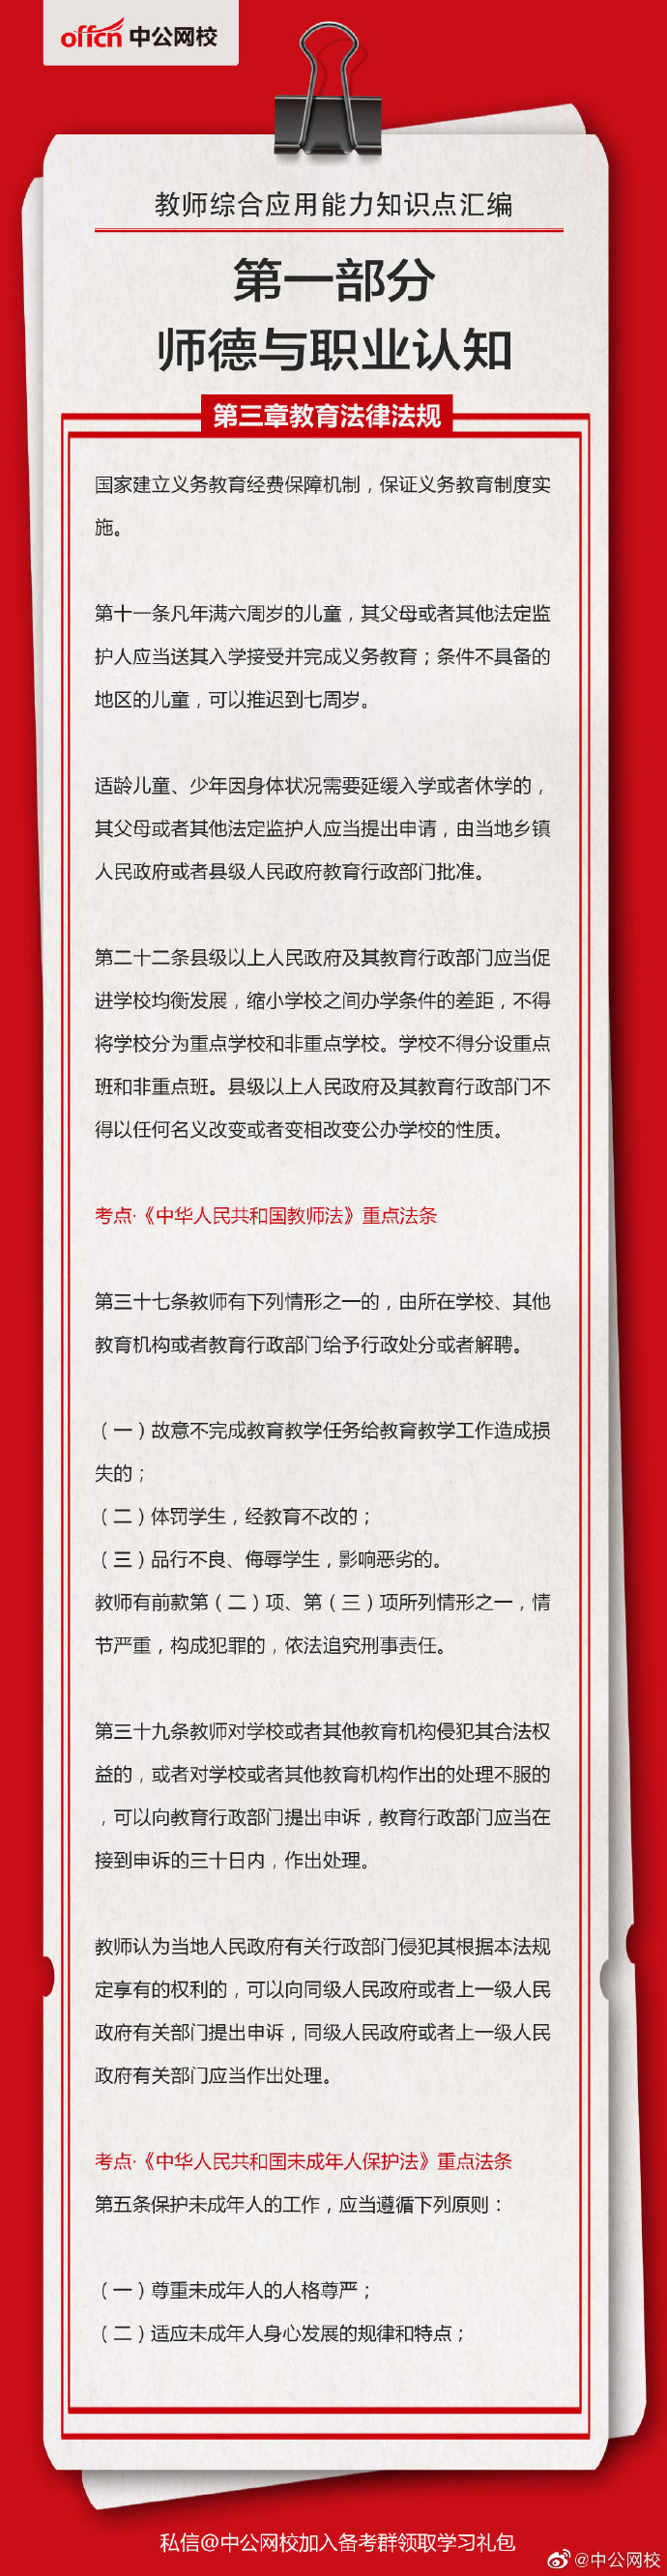 offcn 中公网校
教师综合应用能力知识点汇编
第一部分
师德与职业认知
第三章教育法律法规
国家建立义务教育经费保障机制，保证义务教育制度实
施。
第十一条凡年满六周岁的儿童，其父母或者其他法定监
护人应当送其入学接受并完成义务教育；条件不具备的
地区的儿童，可以推迟到七周岁。
适龄儿童、少年因身体状况需要延缓入学或者休学的，
其父母或者其他法定监护人应当提出申请，由当地乡镇
人民政府或者县级人民政府教育行政部门批准。
第二十二条县级以上人民政府及其教育行政部门应当促
进学校均衡发展，缩小学校之间办学条件的差距，不得
将学校分为重点学校和非重点学校。学校不得分设重点
班和非重点班。县级以上人民政府及其教育行政部门不
得以任何名义改变或者变相改变公办学校的性质。
考点·《中华人民共和国教师法》重点法条
第三十七条教师有下列情形之一的，由所在学校、其他
教育机构或者教育行政部门给予行政处分或者解聘。
（一）故意不完成教育教学任务给教育教学工作造成损
失的；
（二）体罚学生，经教育不改的；
（三）品行不良、侮辱学生，影响恶劣的。
教师有前款第（二）项、第（三）项所列情形之一，情
节严重，构成犯罪的，依法追究刑事责任。
第三十九条教师对学校或者其他教育机构侵犯其合法权
益的，或者对学校或者其他教育机构作出的处理不服的
，可以向教育行政部门提出申诉，教育行政部门应当在
接到申诉的三十日内，作出处理。
教师认为当地人民政府有关行政部门侵犯其根据本法规
定享有的权利的，可以向同级人民政府或者上一级人民
政府有关部门提出申诉，同级人民政府或者上一级人民
政府有关部门应当作出处理。
考点·《中华人民共和国未成年人保护法》重点法条
第五条保护未成年人的工作，应当遵循下列原则：
（一）尊重未成年人的人格尊严；
（二）适应未成年人身心发展的规律和特点；
私信@中公网校加入备考群领取学习礼包
@中公网校